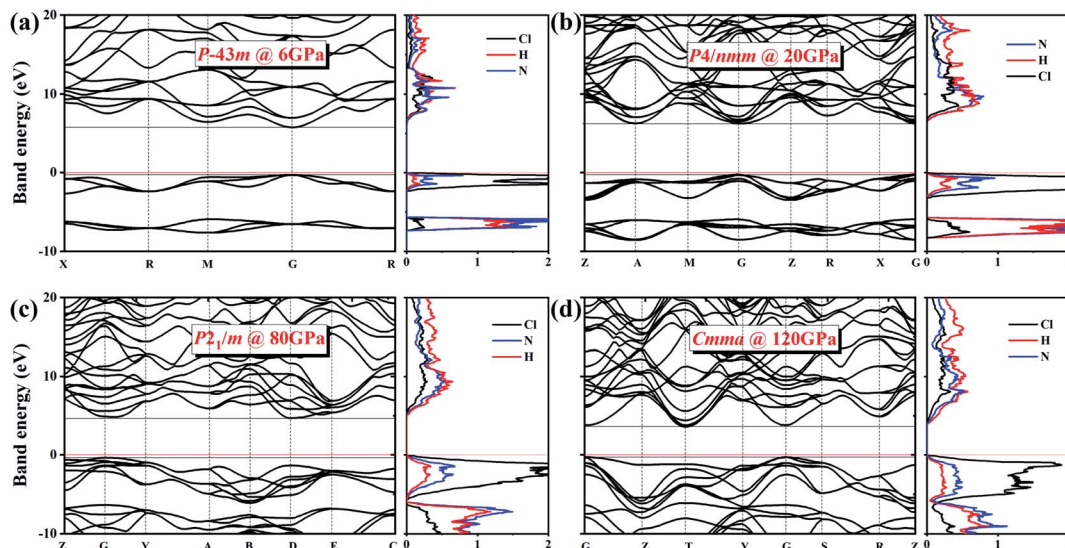 (a)
P-43m @ 6GPa
Band energy (eV)
20
10
0
-10
X R M G R
Cl
H
N
0 1 2
(b)
P4/nmm @ 20GPa
Z A M G Z R X G
N
H
Cl
0 1
(c)
P2₁/m @ 80GPa
Band energy (eV)
20
10
0
-10
Z G Y A B D E C
Cl
N
H
0 1 2
(d)
Cmma @ 120GPa
G Z T Y G S R Z
Cl
N
H
0 1